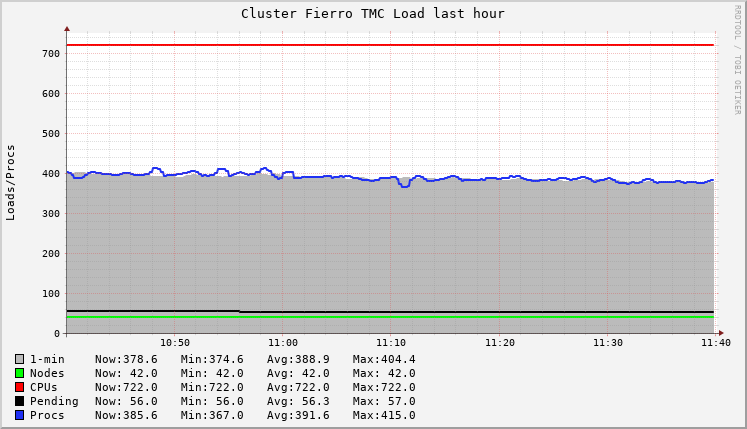 Cluster Fierro TMC Load last hour
RRDTOOL / TOBI OETIKER
Loads/Procs
700
600
500
400
300
200
100
0
10:50 11:00 11:10 11:20 11:30 11:40
1-min Now:378.6 Min:374.6 Avg:388.9 Max:404.4
Nodes Now: 42.0 Min: 42.0 Avg: 42.0 Max: 42.0
CPUs Now:722.0 Min:722.0 Avg:722.0 Max:722.0
Pending Now: 56.0 Min: 56.0 Avg: 56.3 Max: 57.0
Procs Now:385.6 Min:367.0 Avg:391.6 Max:415.0